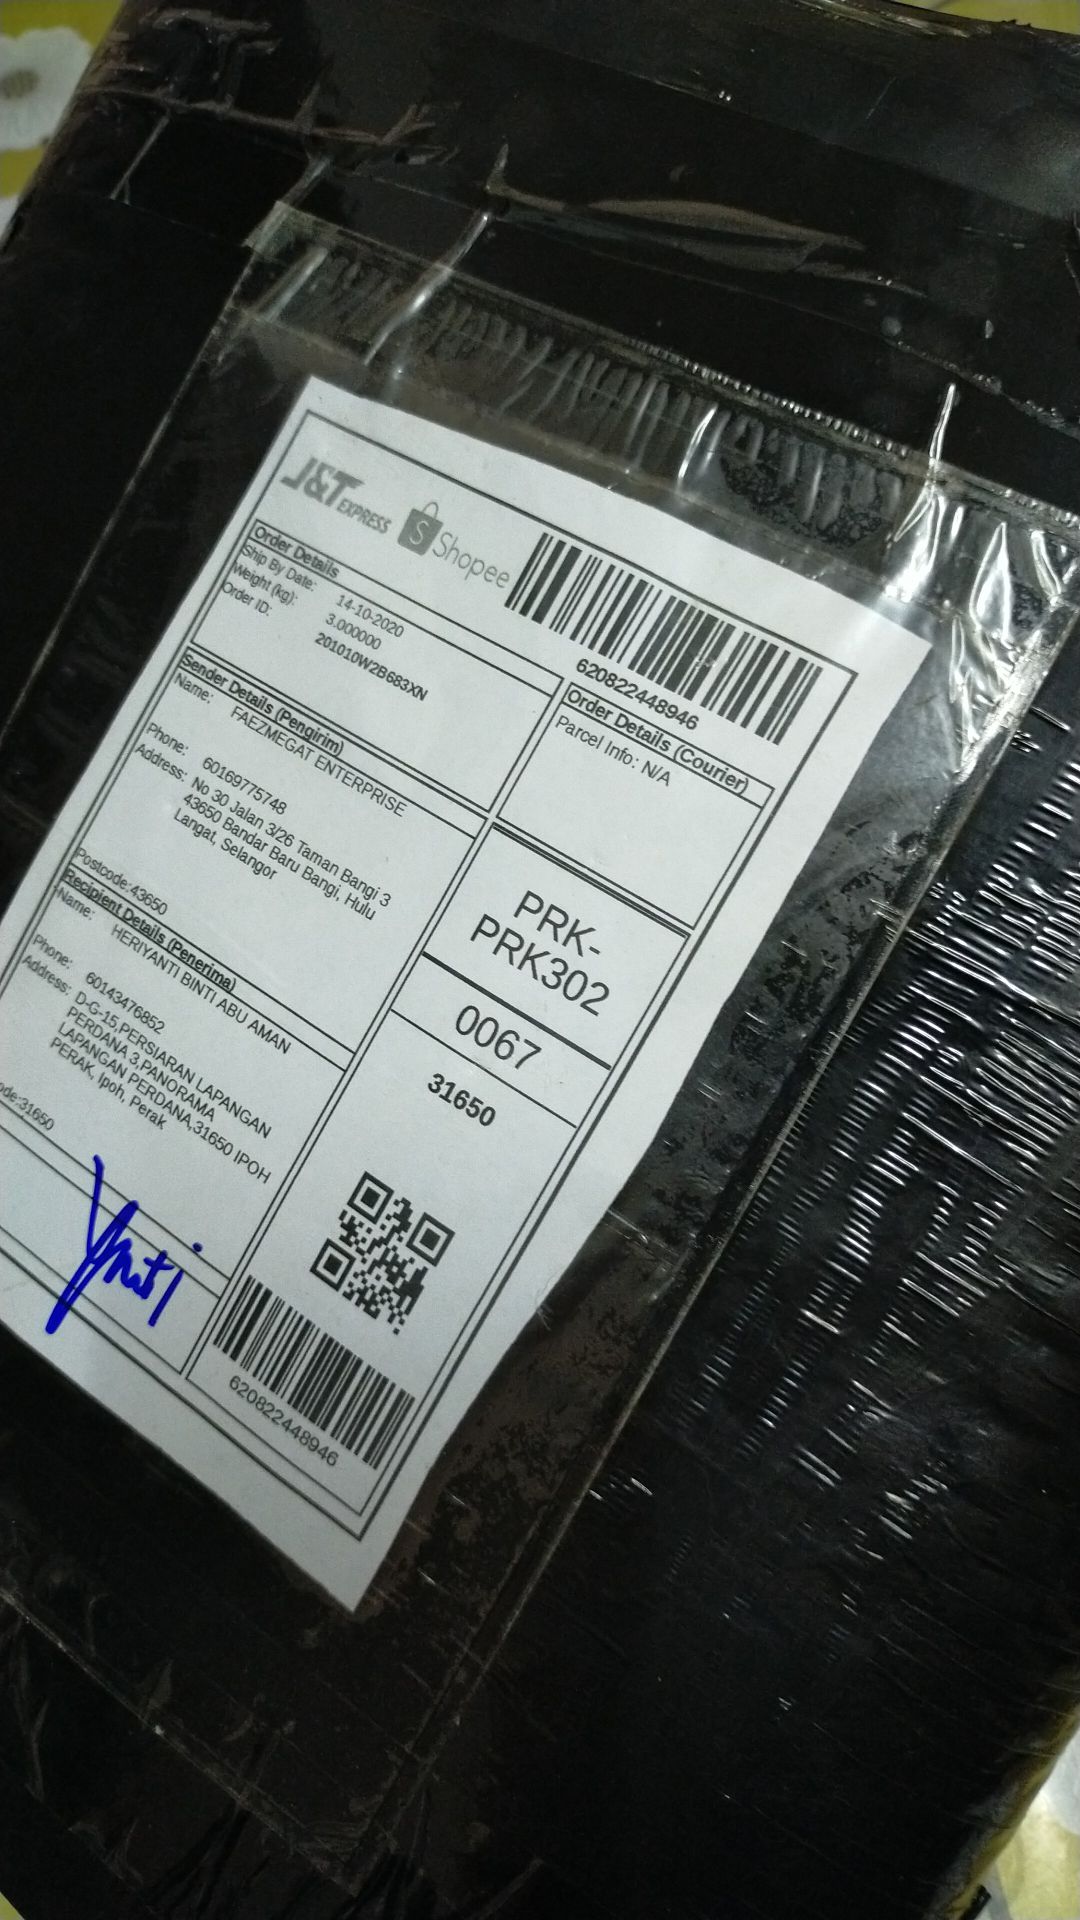 J&T EXPRESS
S Shopee
620822448946
Order Details
Ship By Date: 14-10-2020
Weight (kg): 3.000000
Order ID: 201010W2B683XN
Order Details (Courier)
Parcel Info: N/A
Sender Details (Pengirim)
Name: FAEZMEGAT ENTERPRISE
Phone: 60169775748
Address: No 30 Jalan 3/26 Taman Bangi 3
43650 Bandar Baru Bangi, Hulu
Langat, Selangor
Postcode:43650
Recipient Details (Penerima)
Name: HERIYANTI BINTI ABU AMAN
Phone: 60143476852
Address: D-G-15,PERSIARAN LAPANGAN
PERDANA 3,PANORAMA
LAPANGAN PERDANA,31650 IPOH
PERAK, Ipoh, Perak
ode:31650
PRK-
PRK302
0067
31650
620822448946